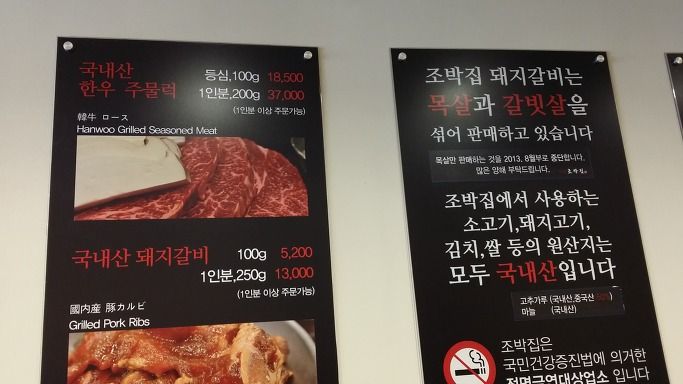 국내산
한우 주물럭
등심,100g 18,500
1인분,200g 37,000
(1인분 이상 주문가능)
韓牛 ロース
Hanwoo Grilled Seasoned Meat
국내산 돼지갈비 100g 5,200
1인분,250g 13,000
(1인분 이상 주문가능)
国内産 豚カルビ
Grilled Pork Ribs
조박집 돼지갈비는
목살과 갈빗살을
섞어 판매하고 있습니다
목살만 판매하는 것을 2013. 8월부로 중단합니다.
많은 양해 부탁드립니다. 조박집
조박집에서 사용하는
소고기,돼지고기,
김치,쌀 등의 원산지는
모두 국내산입니다
고추가루 (국내산,중국산
마늘 (국내산)
조박집은
국민건강증진법에 의거한
전면금연대상업소 입니다